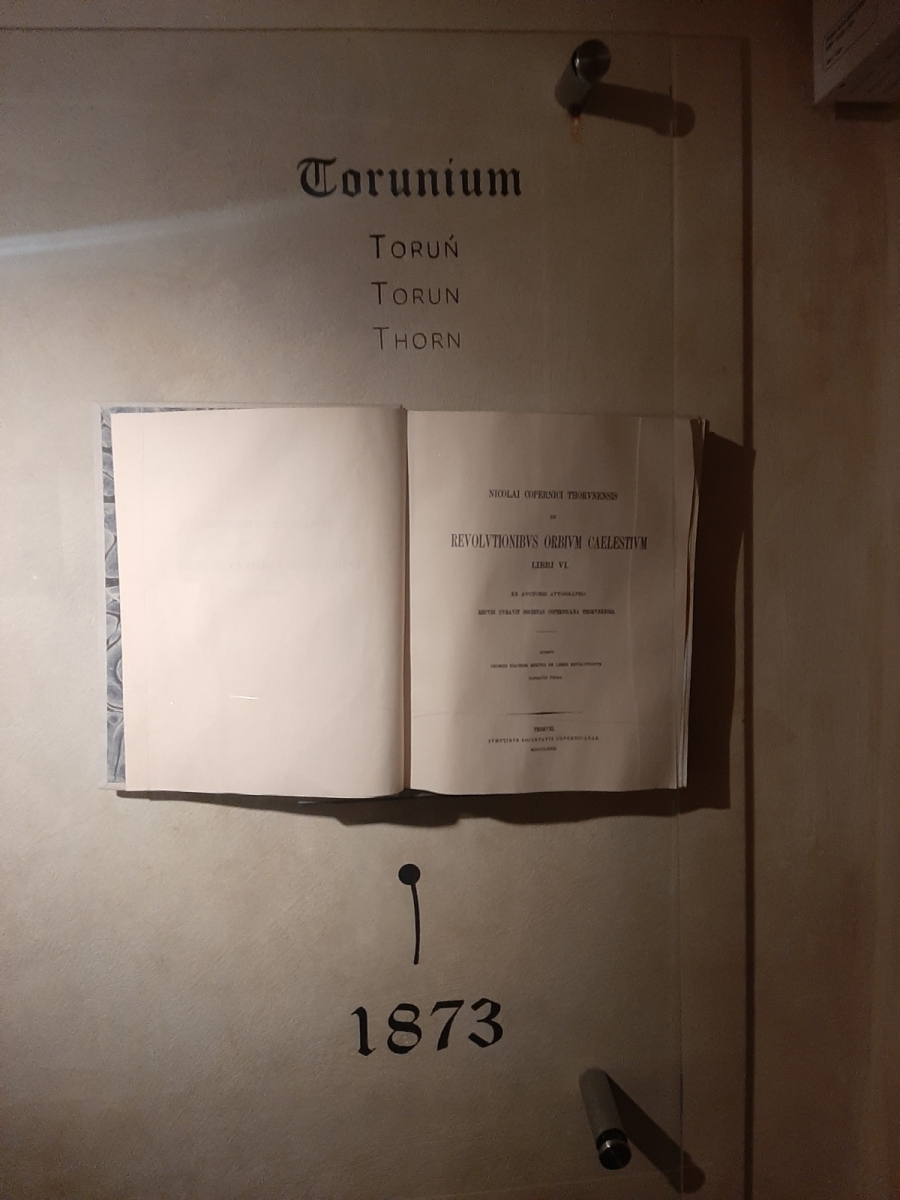 Torunium
TORUŃ
TORUN
THORN
NICOLAI COPERNICI THORVNENSIS
DE
REVOLVTIONIBVS ORBIVM CAELESTIVM
LIBRI VI.
EX AVCTORIS AVTOGRAPHO
RECVDI CVRAVIT SOCIETAS COPERNICANA THORVNENSIS.
THORVNI,
SVMPTIBVS SOCIETATIS COPERNICANAE
1873